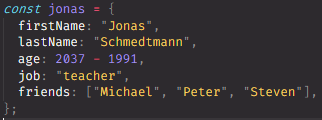 const jonas = {
firstName: "Jonas",
lastName: "Schmedtmann",
age: 2037 - 1991,
job: "teacher",
friends: ["Michael", "Peter", "Steven"],
};